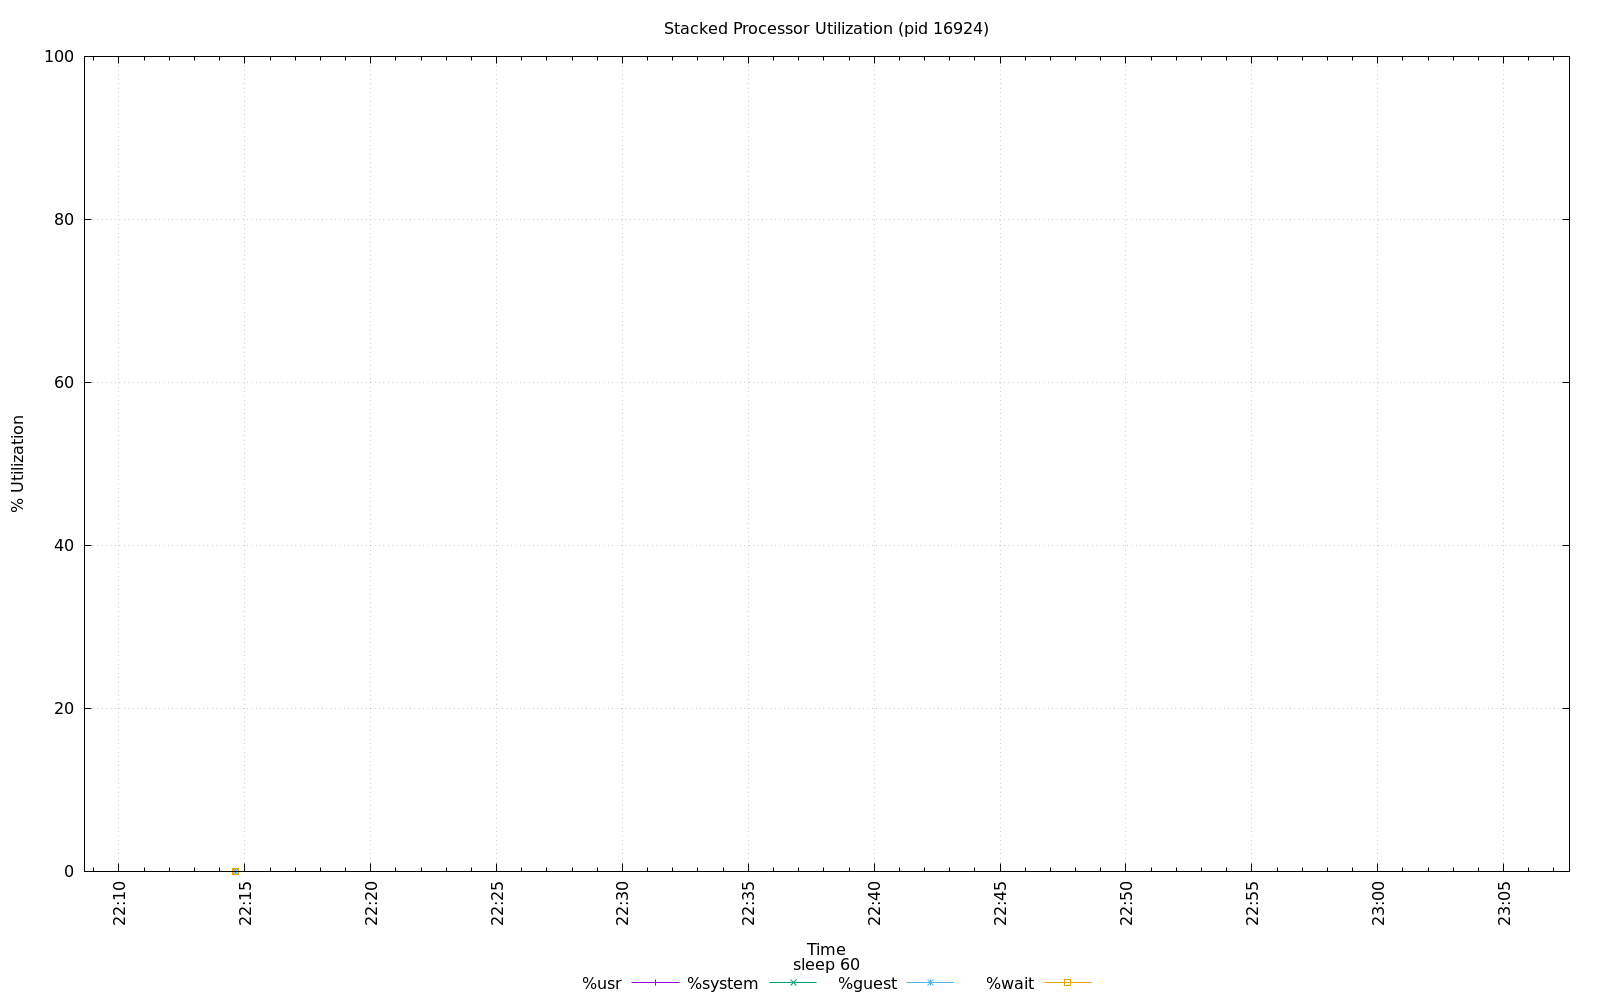 Stacked Processor Utilization (pid 16924)
100
80
60
40
20
0
% Utilization
22:10 22:15 22:20 22:25 22:30 22:35 22:40 22:45 22:50 22:55 23:00 23:05
Time
sleep 60
%usr %system %guest %wait